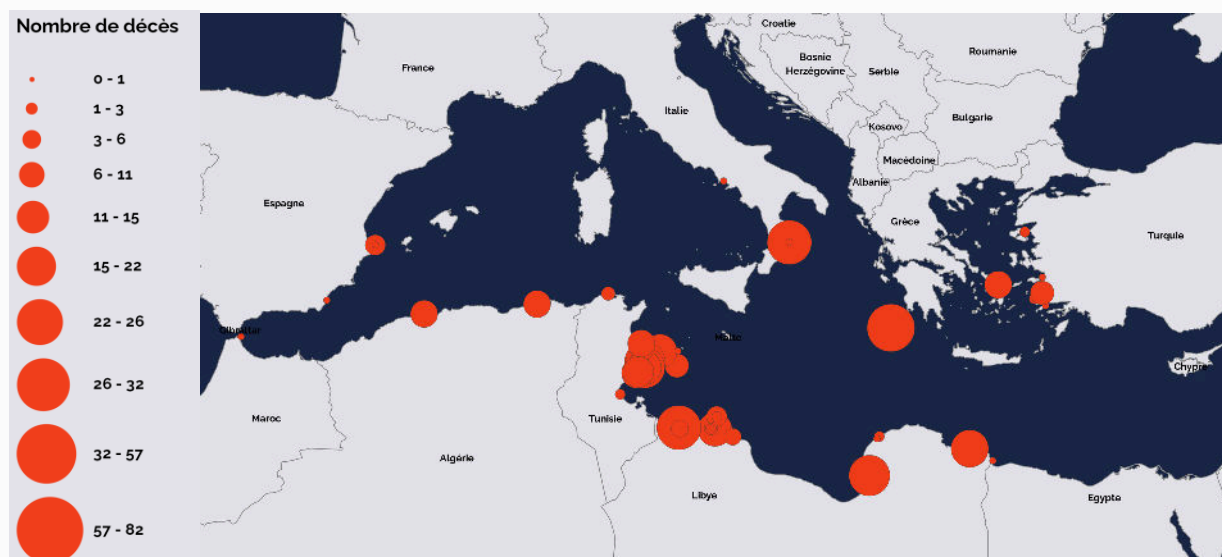 Nombre de décès
0 - 1
1 - 3
3 - 6
6 - 11
11 - 15
15 - 22
22 - 26
26 - 32
32 - 57
57 - 82
Croatie
Roumanie
Bosnie
Herzégovine
Serbie
France
Italie
Bulgarie
Kosovo
Macédoine
Albanie
Espagne
Grèce
Turquie
Gibraltar
Malte
Chypre
Maroc
Tunisie
Algérie
Libye
Egypte